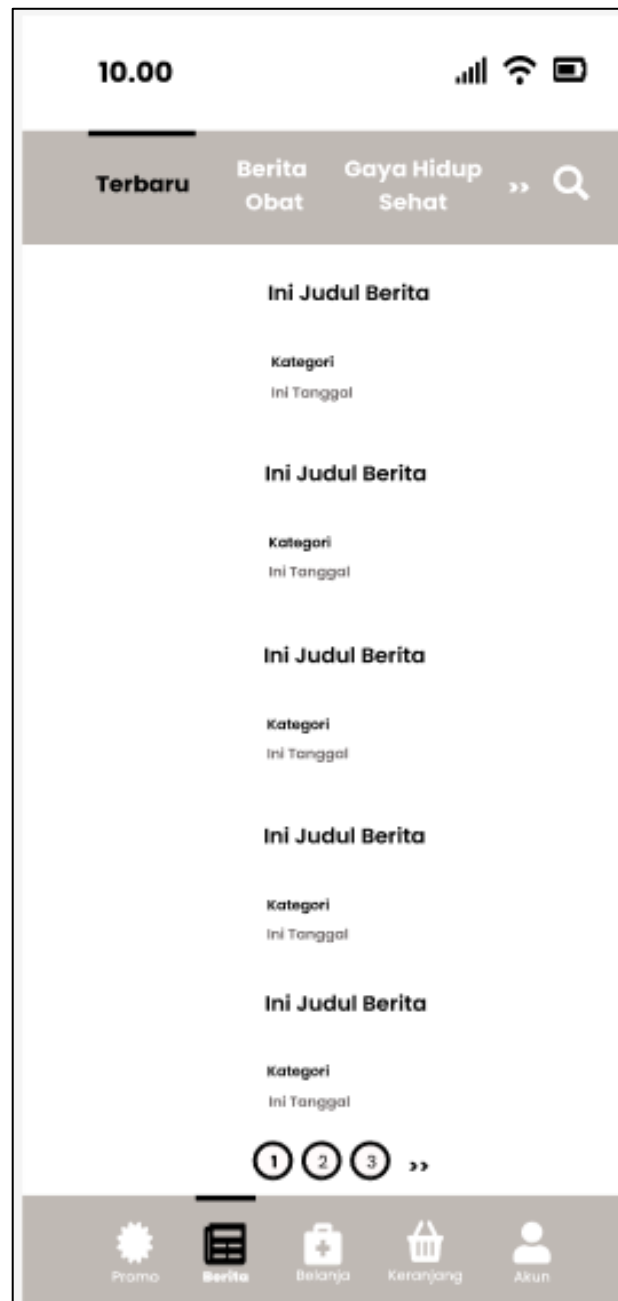 10.00
Terbaru
Berita
Obat
Gaya Hidup
Sehat
››
Ini Judul Berita
Kategori
Ini Tanggal
Ini Judul Berita
Kategori
Ini Tanggal
Ini Judul Berita
Kategori
Ini Tanggal
Ini Judul Berita
Kategori
Ini Tanggal
Ini Judul Berita
Kategori
Ini Tanggal
1 2 3 ››
Promo Berita Belanja Keranjang Akun